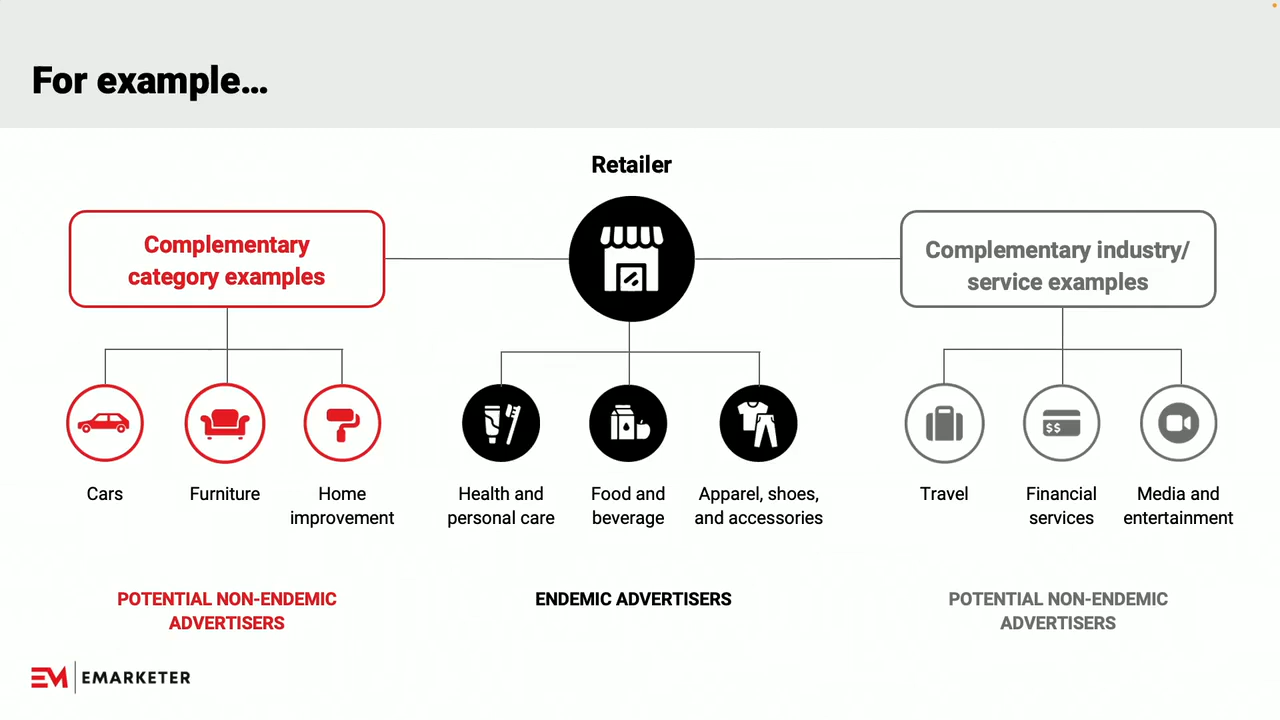 For example...
Retailer
Complementary
category examples
Complementary industry/
service examples
$$
Cars
Furniture
Home
improvement
Health and
personal care
Food and
beverage
Apparel, shoes,
and accessories
Travel
Financial
services
Media and
entertainment
POTENTIAL NON-ENDEMIC
ADVERTISERS
ENDEMIC ADVERTISERS
POTENTIAL NON-ENDEMIC
ADVERTISERS
EM EMARKETER